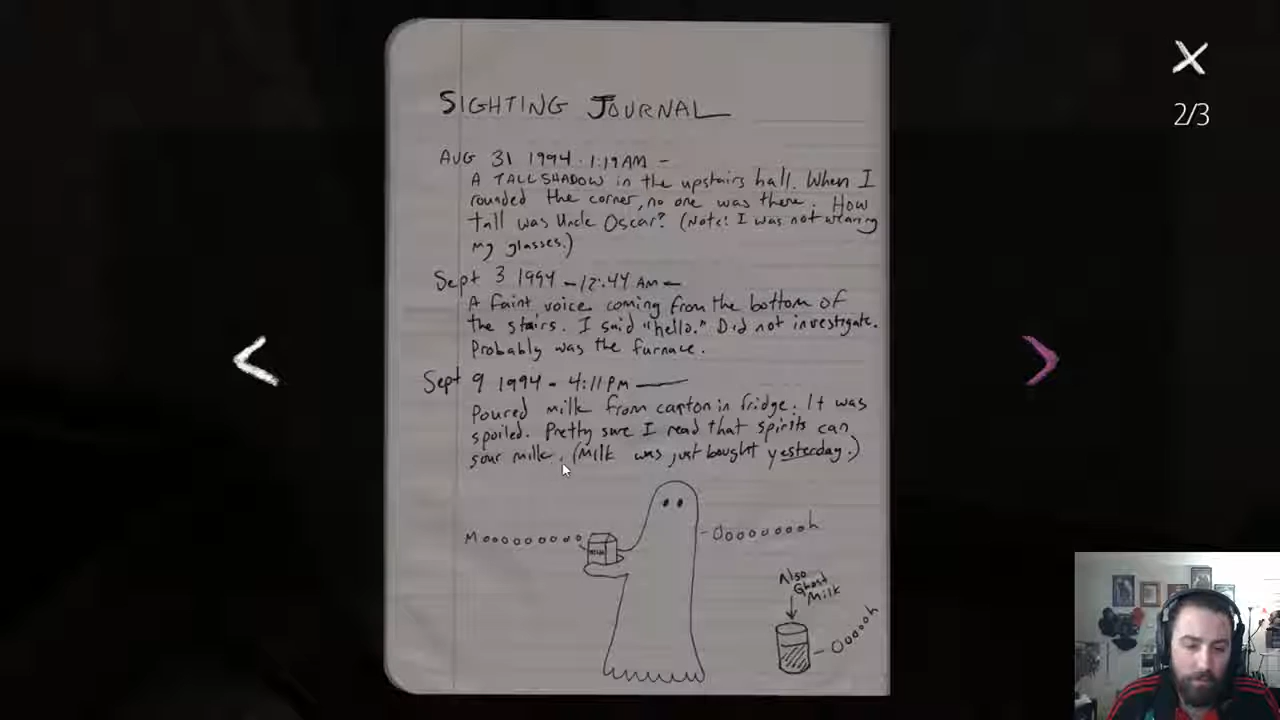 2/3
SIGHTING JOURNAL
AUG 31 1994 - 1:19 AM -
A TALL SHADOW in the upstairs hall. When I
rounded the corner, no one was there. How
tall was Uncle Oscar? (Note: I was not wearing
my glasses.)
Sept 3 1994 - 12:44 AM -
A faint voice coming from the bottom of
the stairs. I said "hello." Did not investigate.
Probably was the furnace.
Sept 9 1994 - 4:11 PM -
Poured milk from carton in fridge. It was
spoiled. Pretty sure I read that spirits can
sour milk. (Milk was just bought yesterday.)
Mooooooooo
MILK
-Oooooooooh
Also
Ghost
Milk
-Ooooh